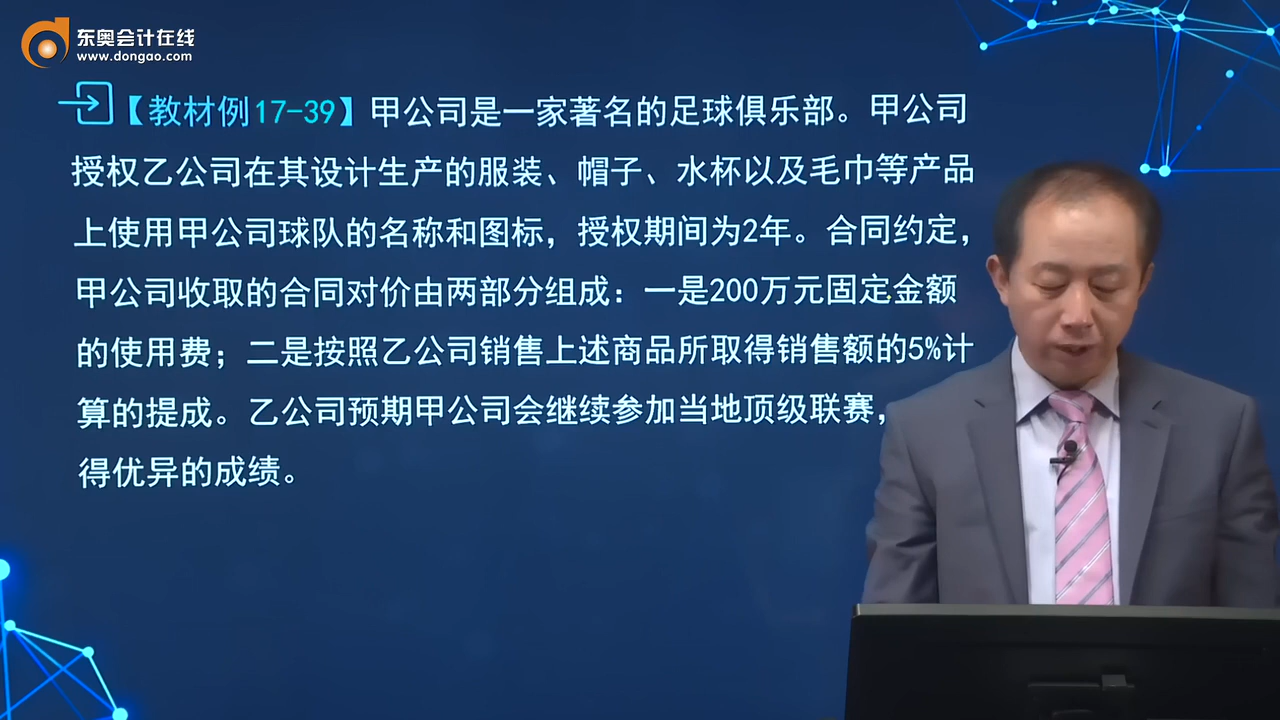 东奥会计在线
www.dongao.com
【教材例17-39】甲公司是一家著名的足球俱乐部。甲公司
授权乙公司在其设计生产的服装、帽子、水杯以及毛巾等产品
上使用甲公司球队的名称和图标，授权期间为2年。合同约定，
甲公司收取的合同对价由两部分组成：一是200万元固定金额
的使用费；二是按照乙公司销售上述商品所取得销售额的5%计
算的提成。乙公司预期甲公司会继续参加当地顶级联赛，
得优异的成绩。